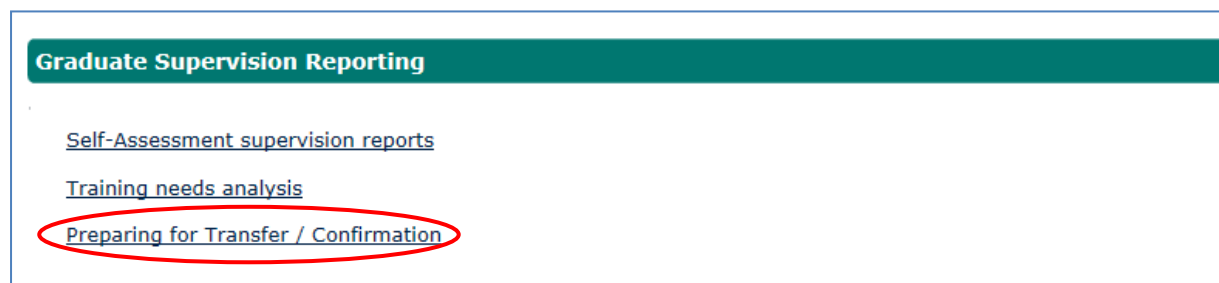 Graduate Supervision Reporting
Self-Assessment supervision reports
Training needs analysis
Preparing for Transfer / Confirmation